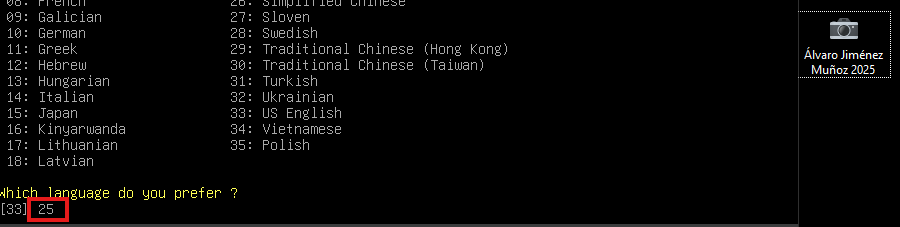 08: French 26: Simplified Chinese
09: Galician 27: Sloven
10: German 28: Swedish
11: Greek 29: Traditional Chinese (Hong Kong)
12: Hebrew 30: Traditional Chinese (Taiwan)
13: Hungarian 31: Turkish
14: Italian 32: Ukrainian
15: Japan 33: US English
16: Kinyarwanda 34: Vietnamese
17: Lithuanian 35: Polish
18: Latvian
Which language do you prefer ?
[33] 25
Álvaro Jiménez
Muñoz 2025